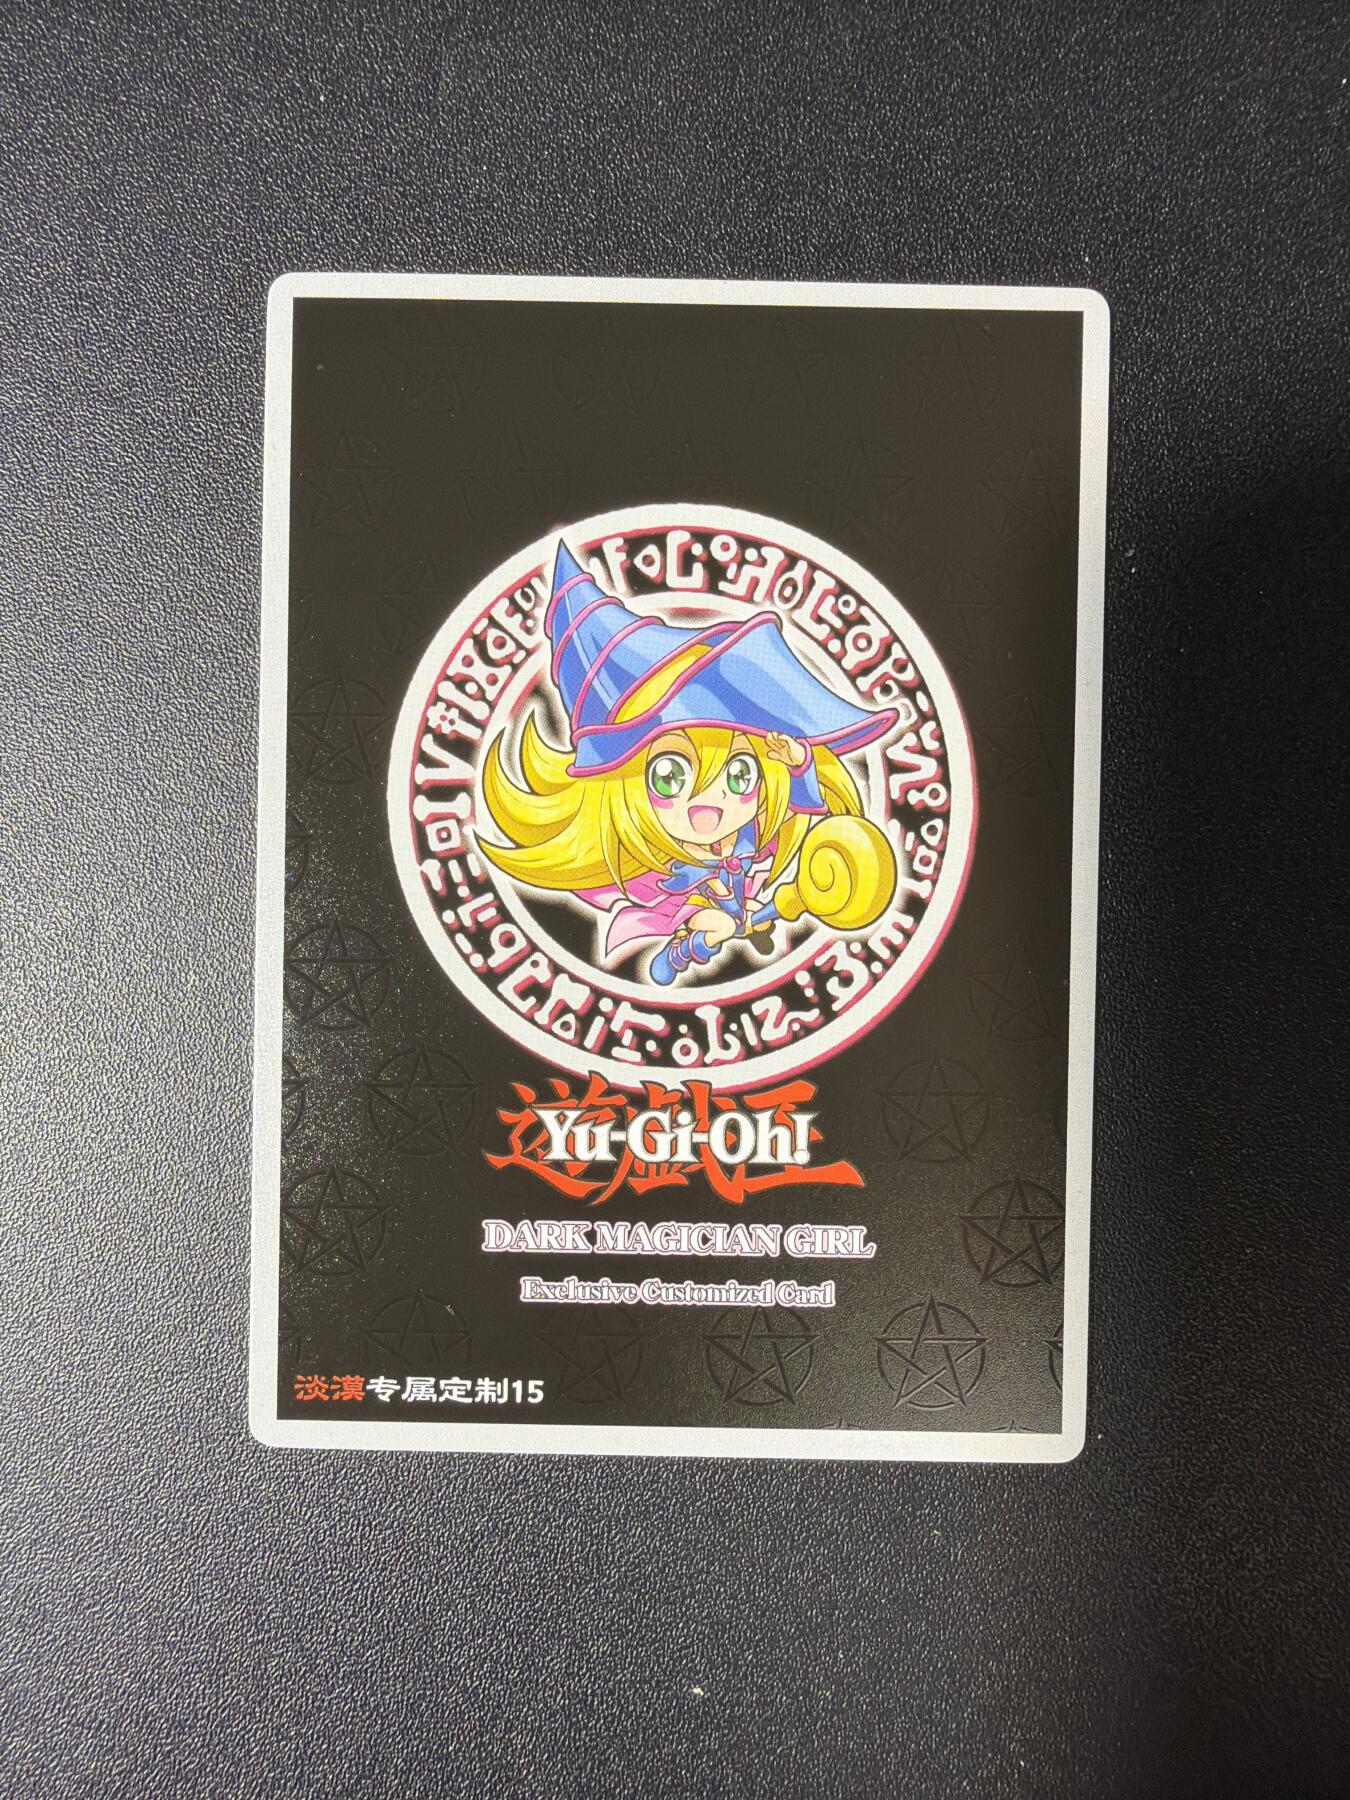 遊戯王
Yu-Gi-Oh!
DARK MAGICIAN GIRL
Exclusive Customized Card
淡漠专属定制15